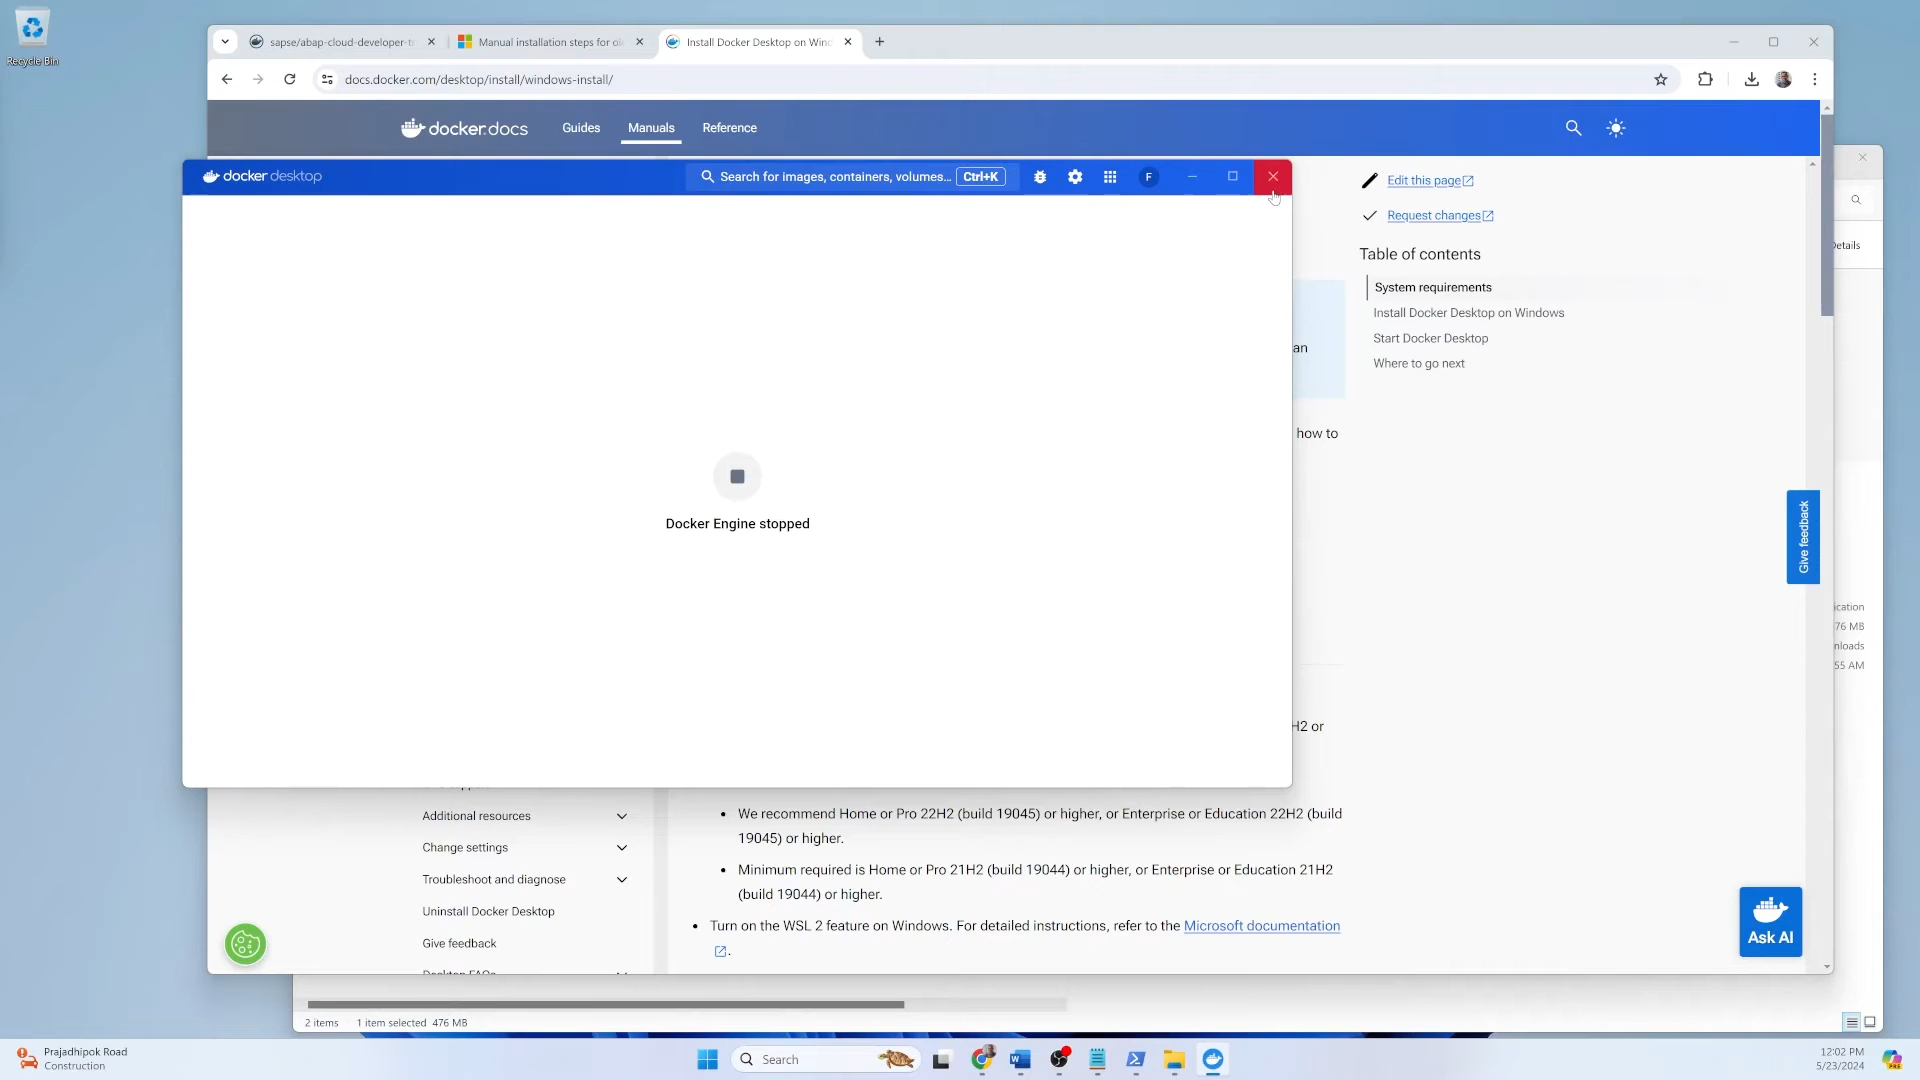 Recycle Bin
sapse/abap-cloud-developer-tr
Manual installation steps for ol
Install Docker Desktop on Wind
docs.docker.com/desktop/install/windows-install/
docker.docs
Guides
Manuals
Reference
docker desktop
Search for images, containers, volumes...
Ctrl+K
F
Docker Engine stopped
Edit this page
Request changes
Table of contents
System requirements
Install Docker Desktop on Windows
Start Docker Desktop
Where to go next
an
how to
H2 or
Details
Give feedback
ication
76 MB
nloads
55 AM
Additional resources
Change settings
Troubleshoot and diagnose
Uninstall Docker Desktop
Give feedback
Desktop FAQs
• We recommend Home or Pro 22H2 (build 19045) or higher, or Enterprise or Education 22H2 (build
19045) or higher.
• Minimum required is Home or Pro 21H2 (build 19044) or higher, or Enterprise or Education 21H2
(build 19044) or higher.
• Turn on the WSL 2 feature on Windows. For detailed instructions, refer to the Microsoft documentation
.
Ask AI
2 items 1 item selected 476 MB
Prajadhipok Road
Construction
Search
12:02 PM
5/23/2024